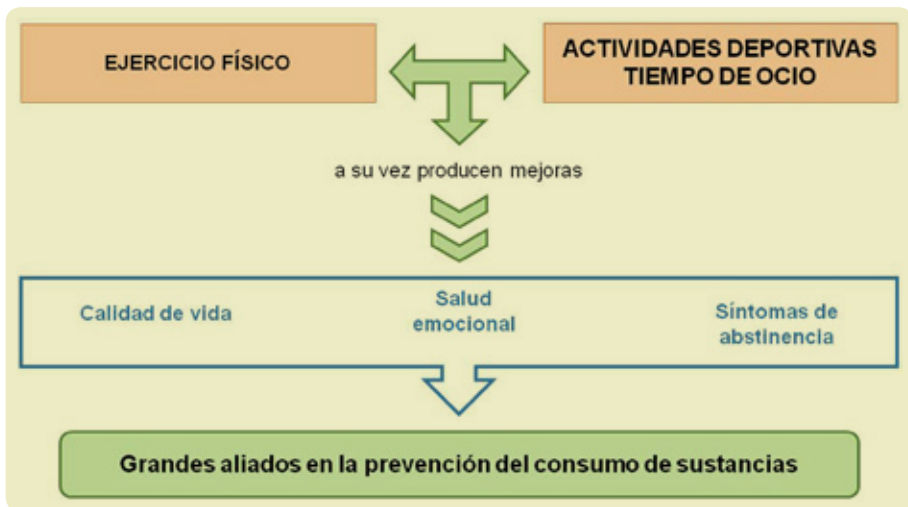 EJERCICIO FÍSICO
ACTIVIDADES DEPORTIVAS
TIEMPO DE OCIO
a su vez producen mejoras
Calidad de vida
Salud
emocional
Síntomas de
abstinencia
Grandes aliados en la prevención del consumo de sustancias